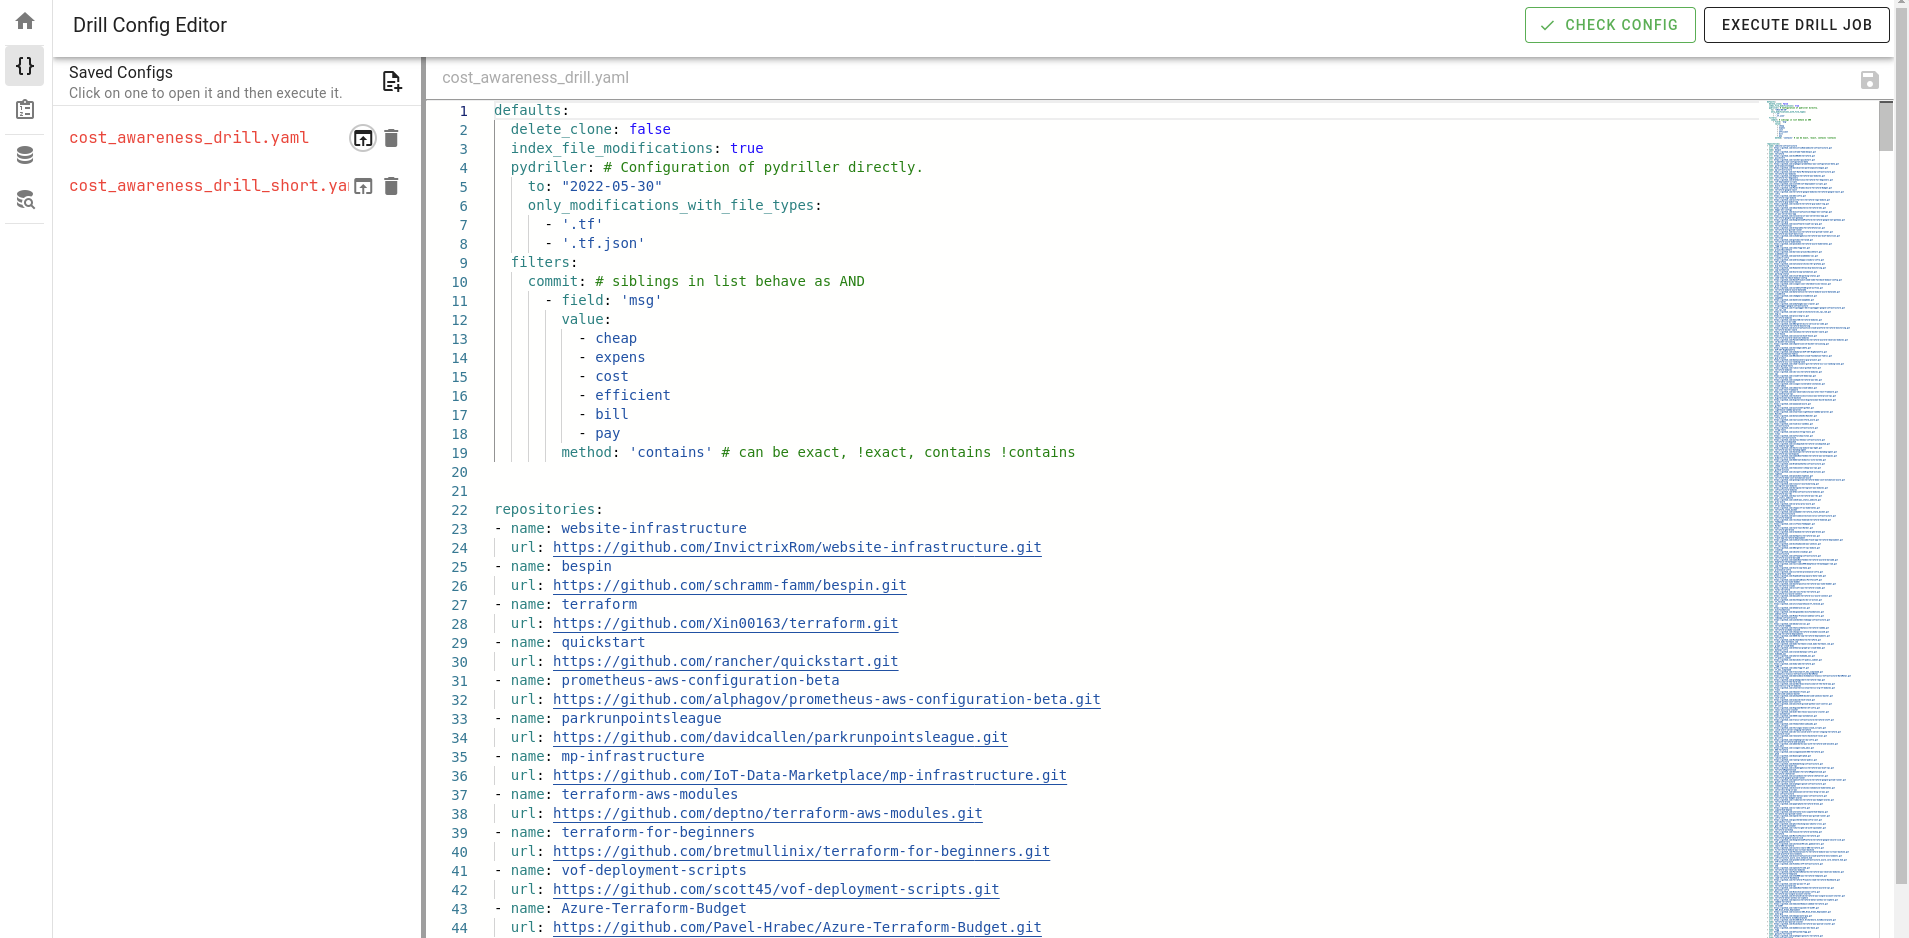 Drill Config Editor
CHECK CONFIG
EXECUTE DRILL JOB
Saved Configs
Click on one to open it and then execute it.
cost_awareness_drill.yaml
cost_awareness_drill_short.ya
cost_awareness_drill.yaml
1 defaults:
2 delete_clone: false
3 index_file_modifications: true
4 pydriller: # Configuration of pydriller directly.
5 to: "2022-05-30"
6 only_modifications_with_file_types:
7 - '.tf'
8 - '.tf.json'
9 filters:
10 commit: # siblings in list behave as AND
11 - field: 'msg'
12 value:
13 - cheap
14 - expens
15 - cost
16 - efficient
17 - bill
18 - pay
19 method: 'contains' # can be exact, !exact, contains !contains
20
21
22 repositories:
23 - name: website-infrastructure
24 url: https://github.com/InvictrixRom/website-infrastructure.git
25 - name: bespin
26 url: https://github.com/schramm-famm/bespin.git
27 - name: terraform
28 url: https://github.com/Xin00163/terraform.git
29 - name: quickstart
30 url: https://github.com/rancher/quickstart.git
31 - name: prometheus-aws-configuration-beta
32 url: https://github.com/alphagov/prometheus-aws-configuration-beta.git
33 - name: parkrunpointsleague
34 url: https://github.com/davidcallen/parkrunpointsleague.git
35 - name: mp-infrastructure
36 url: https://github.com/IoT-Data-Marketplace/mp-infrastructure.git
37 - name: terraform-aws-modules
38 url: https://github.com/deptno/terraform-aws-modules.git
39 - name: terraform-for-beginners
40 url: https://github.com/bretmullinix/terraform-for-beginners.git
41 - name: vof-deployment-scripts
42 url: https://github.com/scott45/vof-deployment-scripts.git
43 - name: Azure-Terraform-Budget
44 url: https://github.com/Pavel-Hrabec/Azure-Terraform-Budget.git